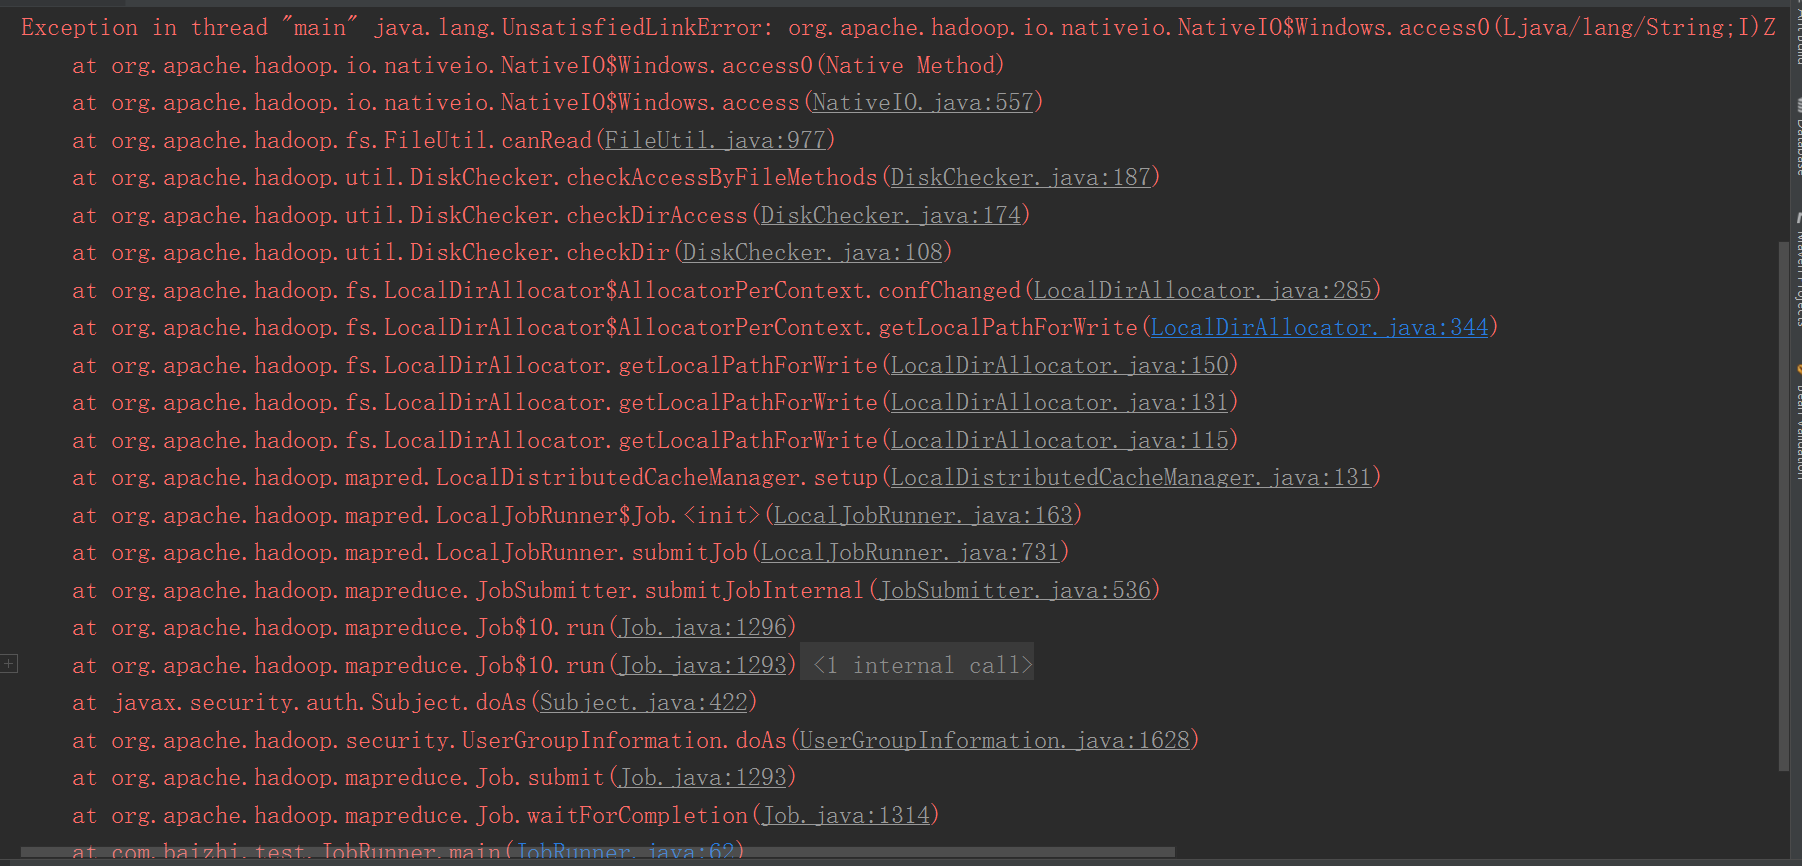 Exception in thread "main" java.lang.UnsatisfiedLinkError: org.apache.hadoop.io.nativeio.NativeIO$Windows.access0(Ljava/lang/String;I)Z
at org.apache.hadoop.io.nativeio.NativeIO$Windows.access0(Native Method)
at org.apache.hadoop.io.nativeio.NativeIO$Windows.access(NativeIO.java:557)
at org.apache.hadoop.fs.FileUtil.canRead(FileUtil.java:977)
at org.apache.hadoop.util.DiskChecker.checkAccessByFileMethods(DiskChecker.java:187)
at org.apache.hadoop.util.DiskChecker.checkDirAccess(DiskChecker.java:174)
at org.apache.hadoop.util.DiskChecker.checkDir(DiskChecker.java:108)
at org.apache.hadoop.fs.LocalDirAllocator$AllocatorPerContext.confChanged(LocalDirAllocator.java:285)
at org.apache.hadoop.fs.LocalDirAllocator$AllocatorPerContext.getLocalPathForWrite(LocalDirAllocator.java:344)
at org.apache.hadoop.fs.LocalDirAllocator.getLocalPathForWrite(LocalDirAllocator.java:150)
at org.apache.hadoop.fs.LocalDirAllocator.getLocalPathForWrite(LocalDirAllocator.java:131)
at org.apache.hadoop.fs.LocalDirAllocator.getLocalPathForWrite(LocalDirAllocator.java:115)
at org.apache.hadoop.mapred.LocalDistributedCacheManager.setup(LocalDistributedCacheManager.java:131)
at org.apache.hadoop.mapred.LocalJobRunner$Job.<init>(LocalJobRunner.java:163)
at org.apache.hadoop.mapred.LocalJobRunner.submitJob(LocalJobRunner.java:731)
at org.apache.hadoop.mapreduce.JobSubmitter.submitJobInternal(JobSubmitter.java:536)
at org.apache.hadoop.mapreduce.Job$10.run(Job.java:1296)
at org.apache.hadoop.mapreduce.Job$10.run(Job.java:1293) <1 internal call>
at javax.security.auth.Subject.doAs(Subject.java:422)
at org.apache.hadoop.security.UserGroupInformation.doAs(UserGroupInformation.java:1628)
at org.apache.hadoop.mapreduce.Job.submit(Job.java:1293)
at org.apache.hadoop.mapreduce.Job.waitForCompletion(Job.java:1314)
at com.baizhi.test.JobRunner.main(JobRunner.java:62)